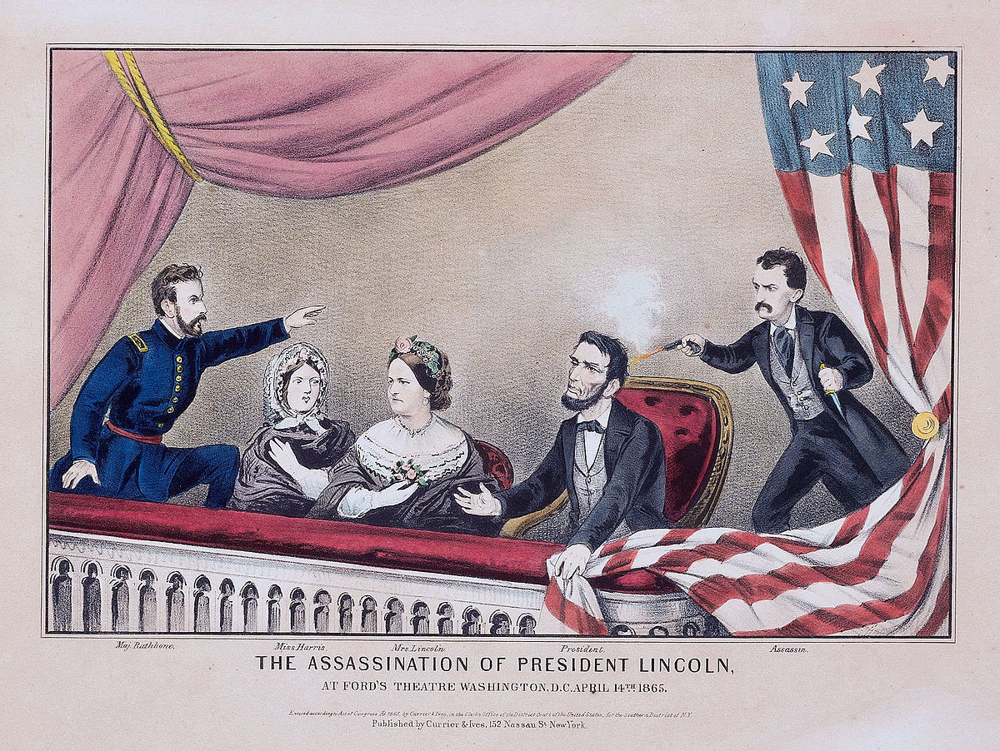 Maj. Rathbone. Miss Harris. Mrs. Lincoln. President. Assassin.
THE ASSASSINATION OF PRESIDENT LINCOLN,
AT FORD'S THEATRE WASHINGTON, D.C. APRIL 14TH 1865.
Entered according to Act of Congress AD. 1865, by Currier & Ives, in the Clerk's Office of the District Court of the United States, for the Southern District of N.Y.
Published by Currier & Ives, 152 Nassau St. New York.